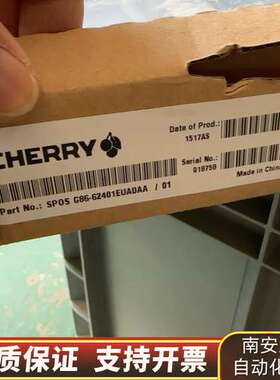 CHERRY
Date of Prod.:
1517AS
Serial No.:
Part No.: SPOS G86-62401EUADAA / 01
Made in China
质保证 支持开票
南安
自动化